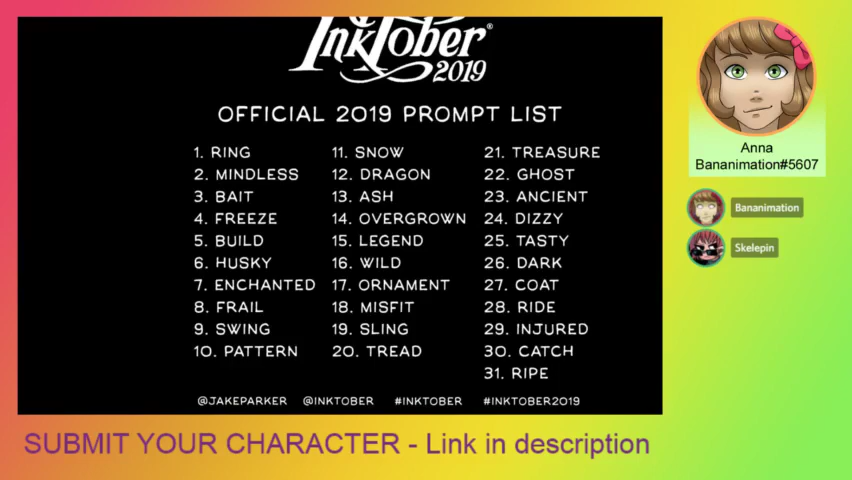 InkTober®
2019
OFFICIAL 2019 PROMPT LIST
1. RING
2. MINDLESS
3. BAIT
4. FREEZE
5. BUILD
6. HUSKY
7. ENCHANTED
8. FRAIL
9. SWING
10. PATTERN
11. SNOW
12. DRAGON
13. ASH
14. OVERGROWN
15. LEGEND
16. WILD
17. ORNAMENT
18. MISFIT
19. SLING
20. TREAD
21. TREASURE
22. GHOST
23. ANCIENT
24. DIZZY
25. TASTY
26. DARK
27. COAT
28. RIDE
29. INJURED
30. CATCH
31. RIPE
@JAKEPARKER @INKTOBER #INKTOBER #INKTOBER2019
Anna
Bananimation#5607
Bananimation
Skelepin
SUBMIT YOUR CHARACTER - Link in description